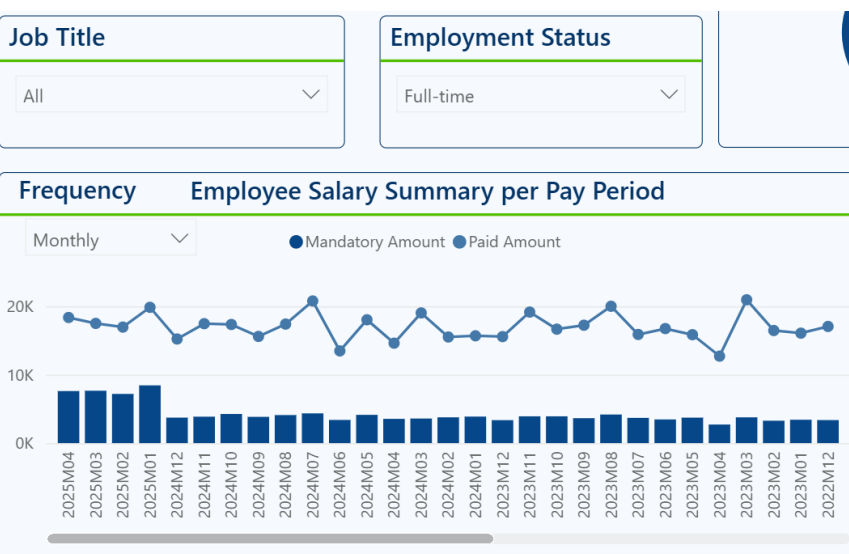 Job Title
Employment Status
All
Full-time
Frequency
Employee Salary Summary per Pay Period
Monthly
Mandatory Amount
Paid Amount
20K
10K
0K
2025M04
2025M03
2025M02
2025M01
2024M12
2024M11
2024M10
2024M09
2024M08
2024M07
2024M06
2024M05
2024M04
2024M03
2024M02
2024M01
2023M12
2023M11
2023M10
2023M09
2023M08
2023M07
2023M06
2023M05
2023M04
2023M03
2023M02
2023M01
2022M12